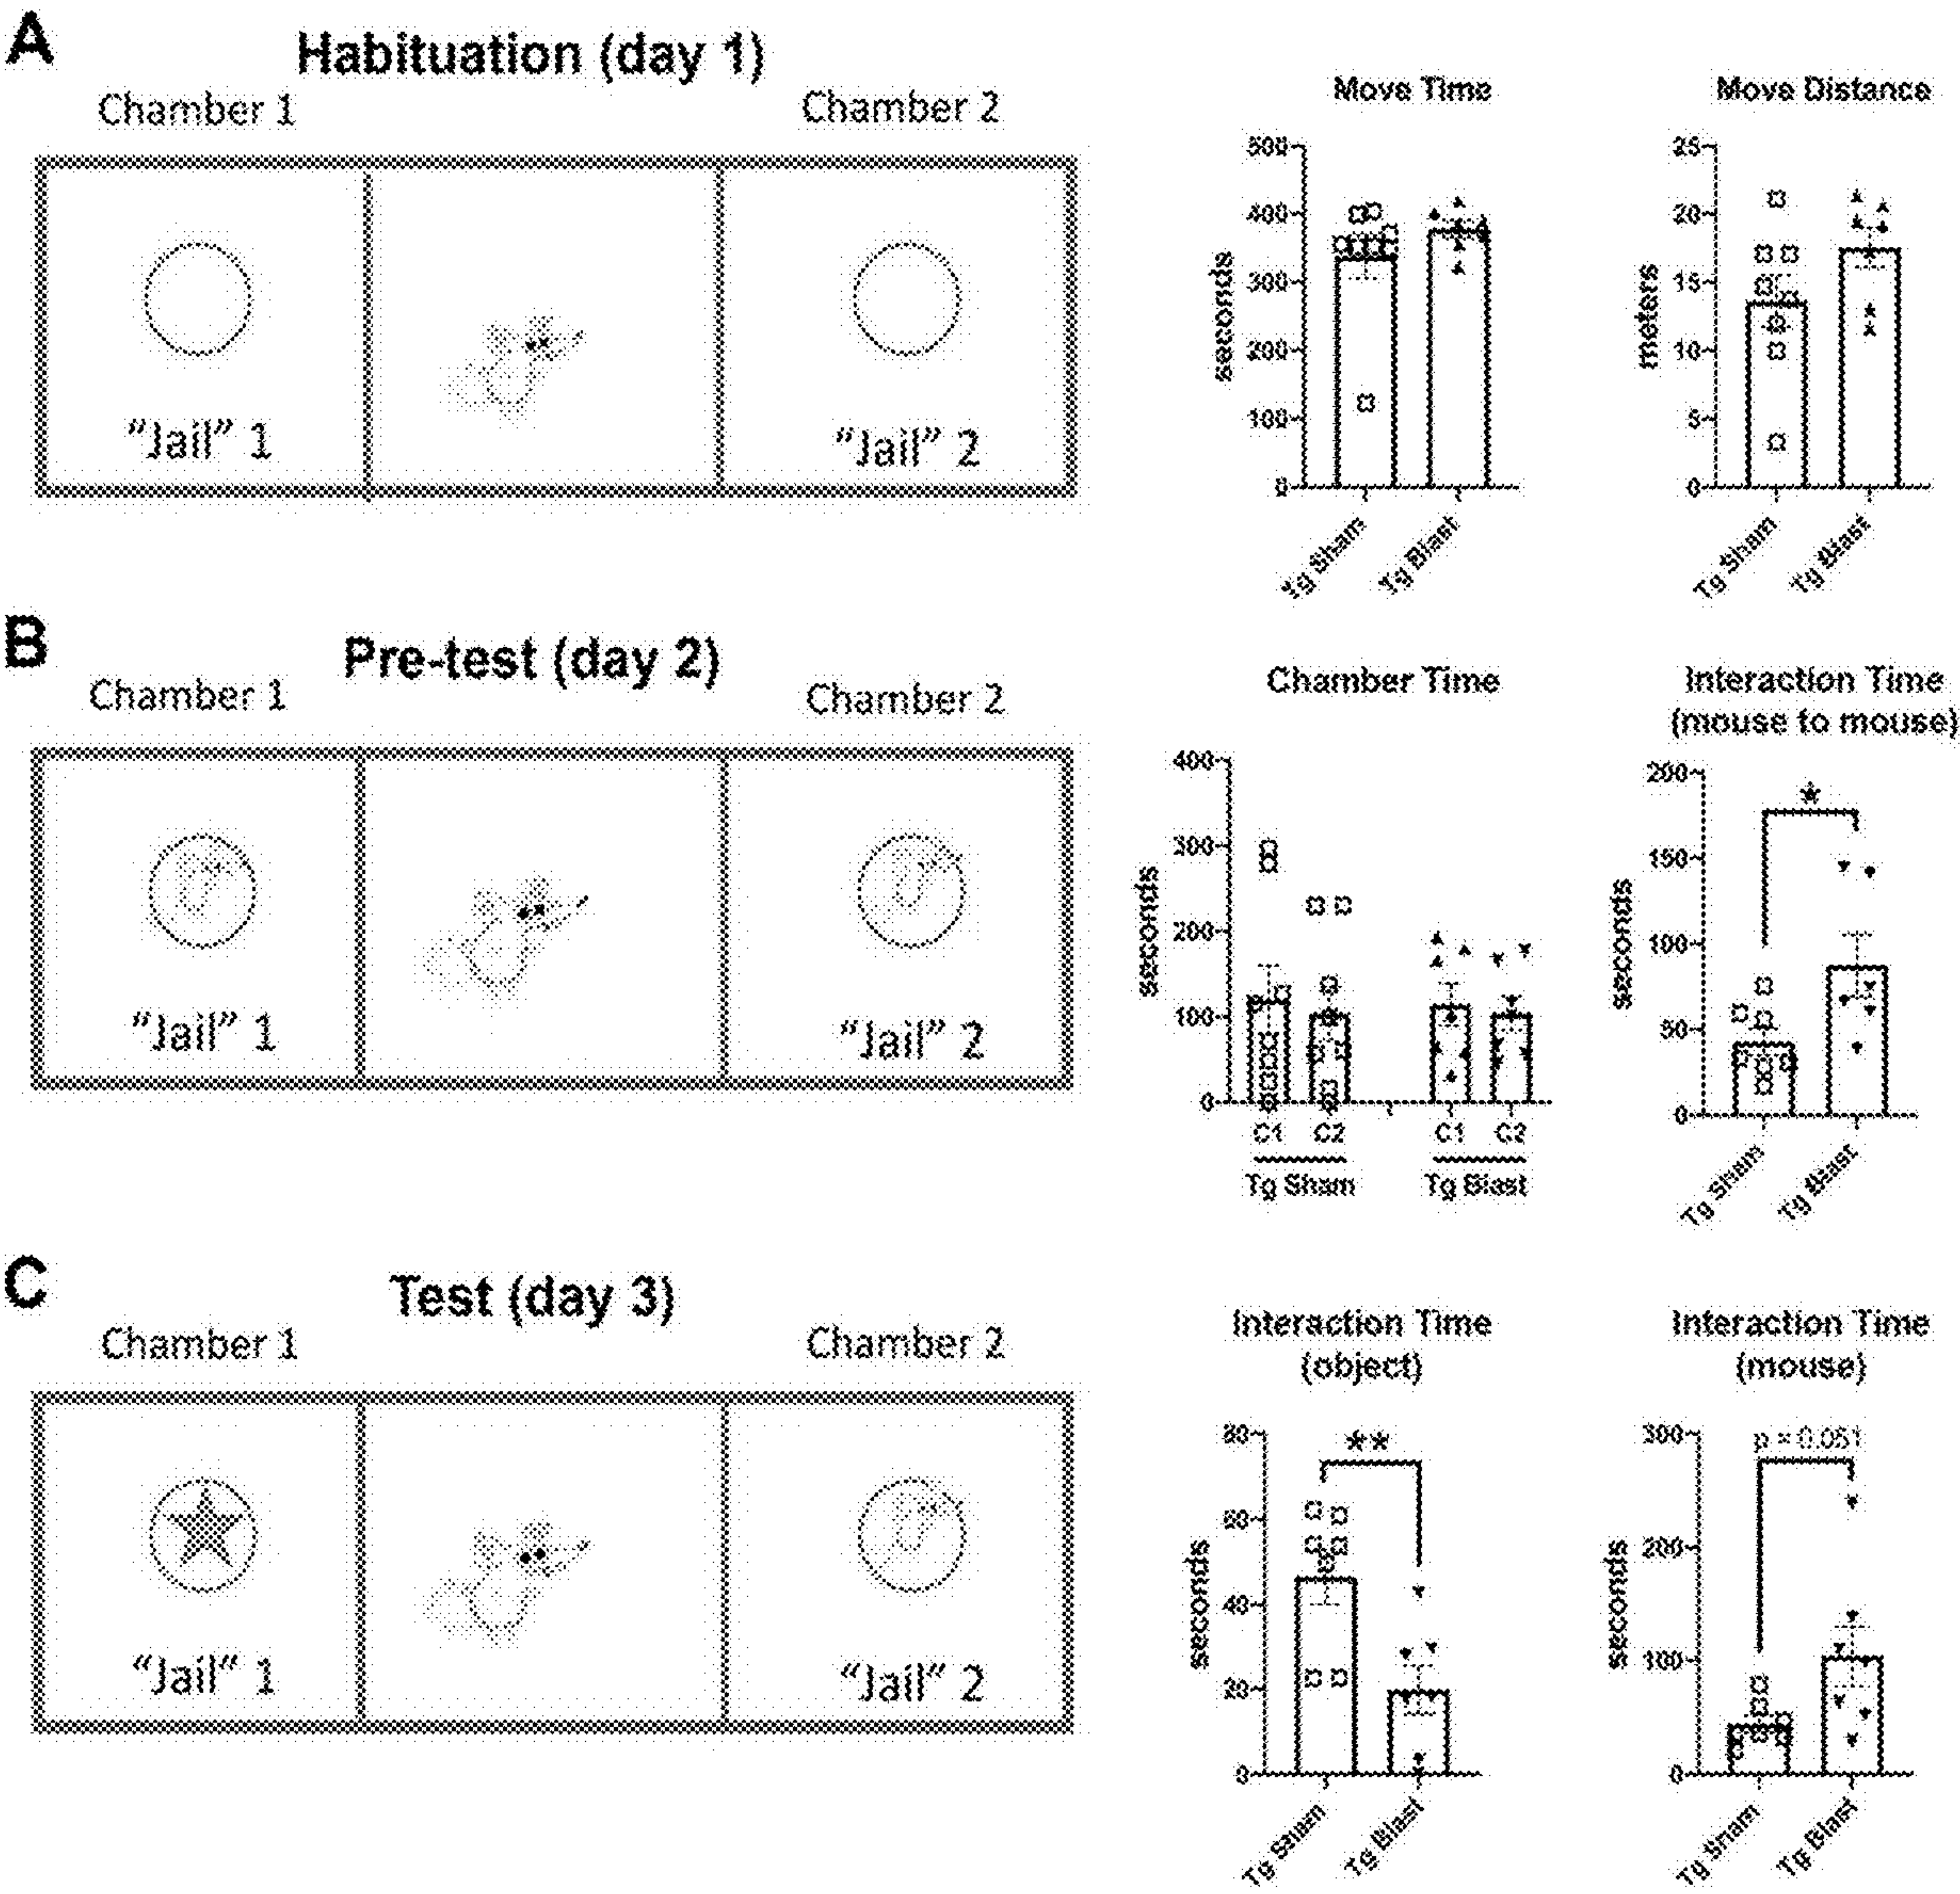 A
Habituation (day 1)
Chamber 1
Chamber 2
"Jail" 1
"Jail" 2
Move Time
500
400
300
200
100
0
seconds
Tg Sham
Tg Blast
Move Distance
25
20
15
10
5
0
meters
Tg Sham
Tg Blast
B
Pre-test (day 2)
Chamber 1
Chamber 2
"Jail" 1
"Jail" 2
Chamber Time
400
300
200
100
0
seconds
C1
C2
C1
C2
Tg Sham
Tg Blast
Interaction Time
(mouse to mouse)
200
150
100
50
0
seconds
*
Tg Sham
Tg Blast
C
Test (day 3)
Chamber 1
Chamber 2
"Jail" 1
"Jail" 2
Interaction Time
(object)
80
60
40
20
0
seconds
**
Tg Sham
Tg Blast
Interaction Time
(mouse)
300
200
100
0
seconds
p = 0.051
Tg Sham
Tg Blast